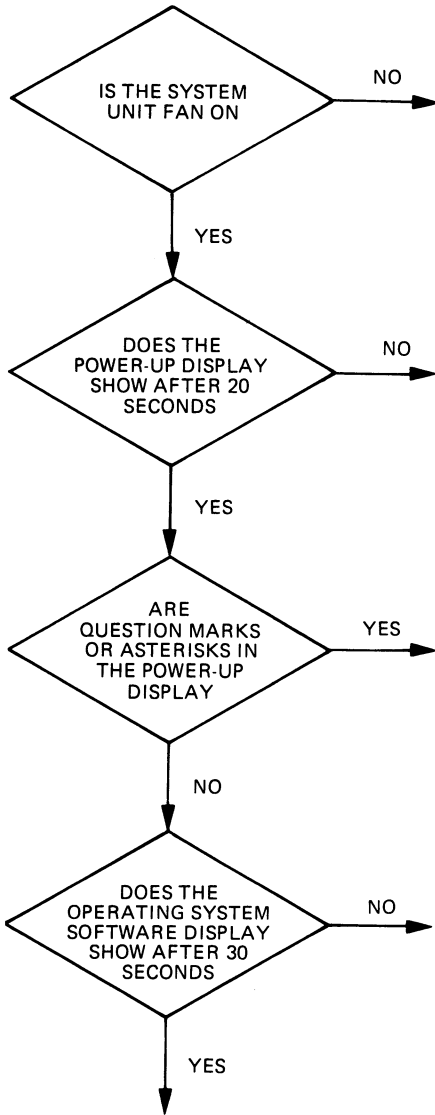 IS THE SYSTEM
UNIT FAN ON
NO
YES
DOES THE
POWER-UP DISPLAY
SHOW AFTER 20
SECONDS
NO
YES
ARE
QUESTION MARKS
OR ASTERISKS IN
THE POWER-UP
DISPLAY
YES
NO
DOES THE
OPERATING SYSTEM
SOFTWARE DISPLAY
SHOW AFTER 30
SECONDS
NO
YES